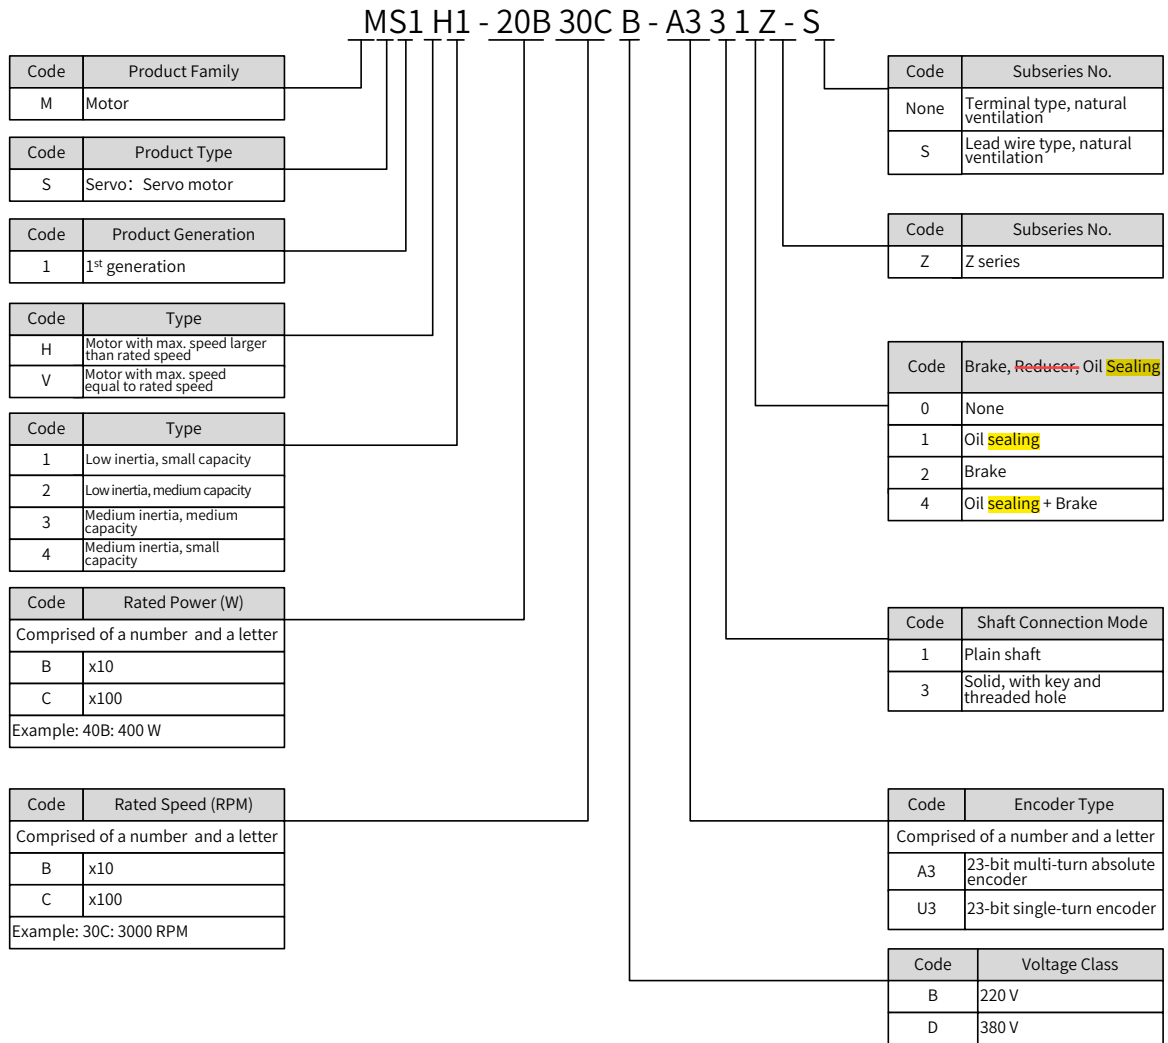 MS1 H1 - 20B 30C B - A3 3 1 Z - S
Code Product Family
M Motor
Code Product Type
S Servo: Servo motor
Code Product Generation
1 1st generation
Code Type
H Motor with max. speed larger
than rated speed
V Motor with max. speed
equal to rated speed
Code Type
1 Low inertia, small capacity
2 Low inertia, medium capacity
3 Medium inertia, medium
capacity
4 Medium inertia, small
capacity
Code Rated Power (W)
Comprised of a number and a letter
B x10
C x100
Example: 40B: 400 W
Code Rated Speed (RPM)
Comprised of a number and a letter
B x10
C x100
Example: 30C: 3000 RPM
Code Subseries No.
None Terminal type, natural
ventilation
S Lead wire type, natural
ventilation
Code Subseries No.
Z Z series
Code Brake, Reducer, Oil Sealing
0 None
1 Oil sealing
2 Brake
4 Oil sealing + Brake
Code Shaft Connection Mode
1 Plain shaft
3 Solid, with key and
threaded hole
Code Encoder Type
Comprised of a number and a letter
A3 23-bit multi-turn absolute
encoder
U3 23-bit single-turn encoder
Code Voltage Class
B 220 V
D 380 V